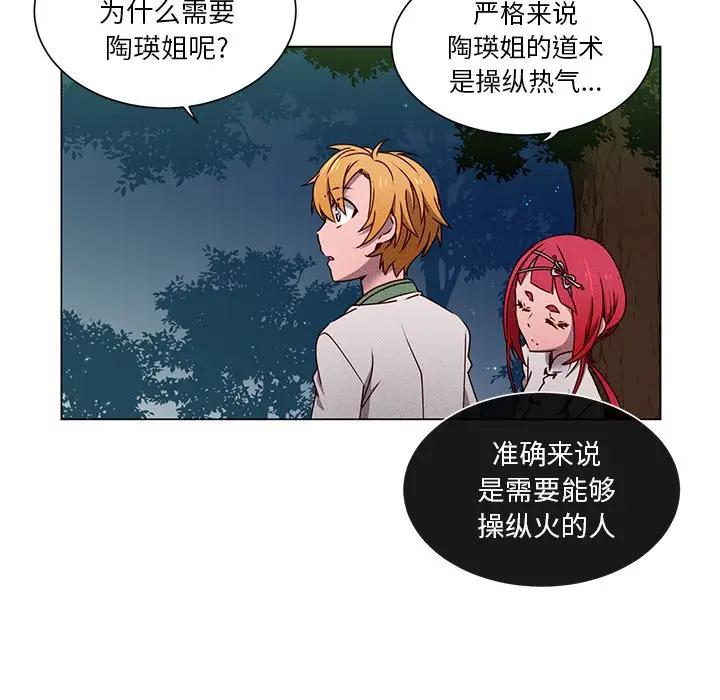 为什么需要
陶瑛姐呢?
严格来说
陶瑛姐的道术
是操纵热气...
准确来说
是需要能够
操纵火的人